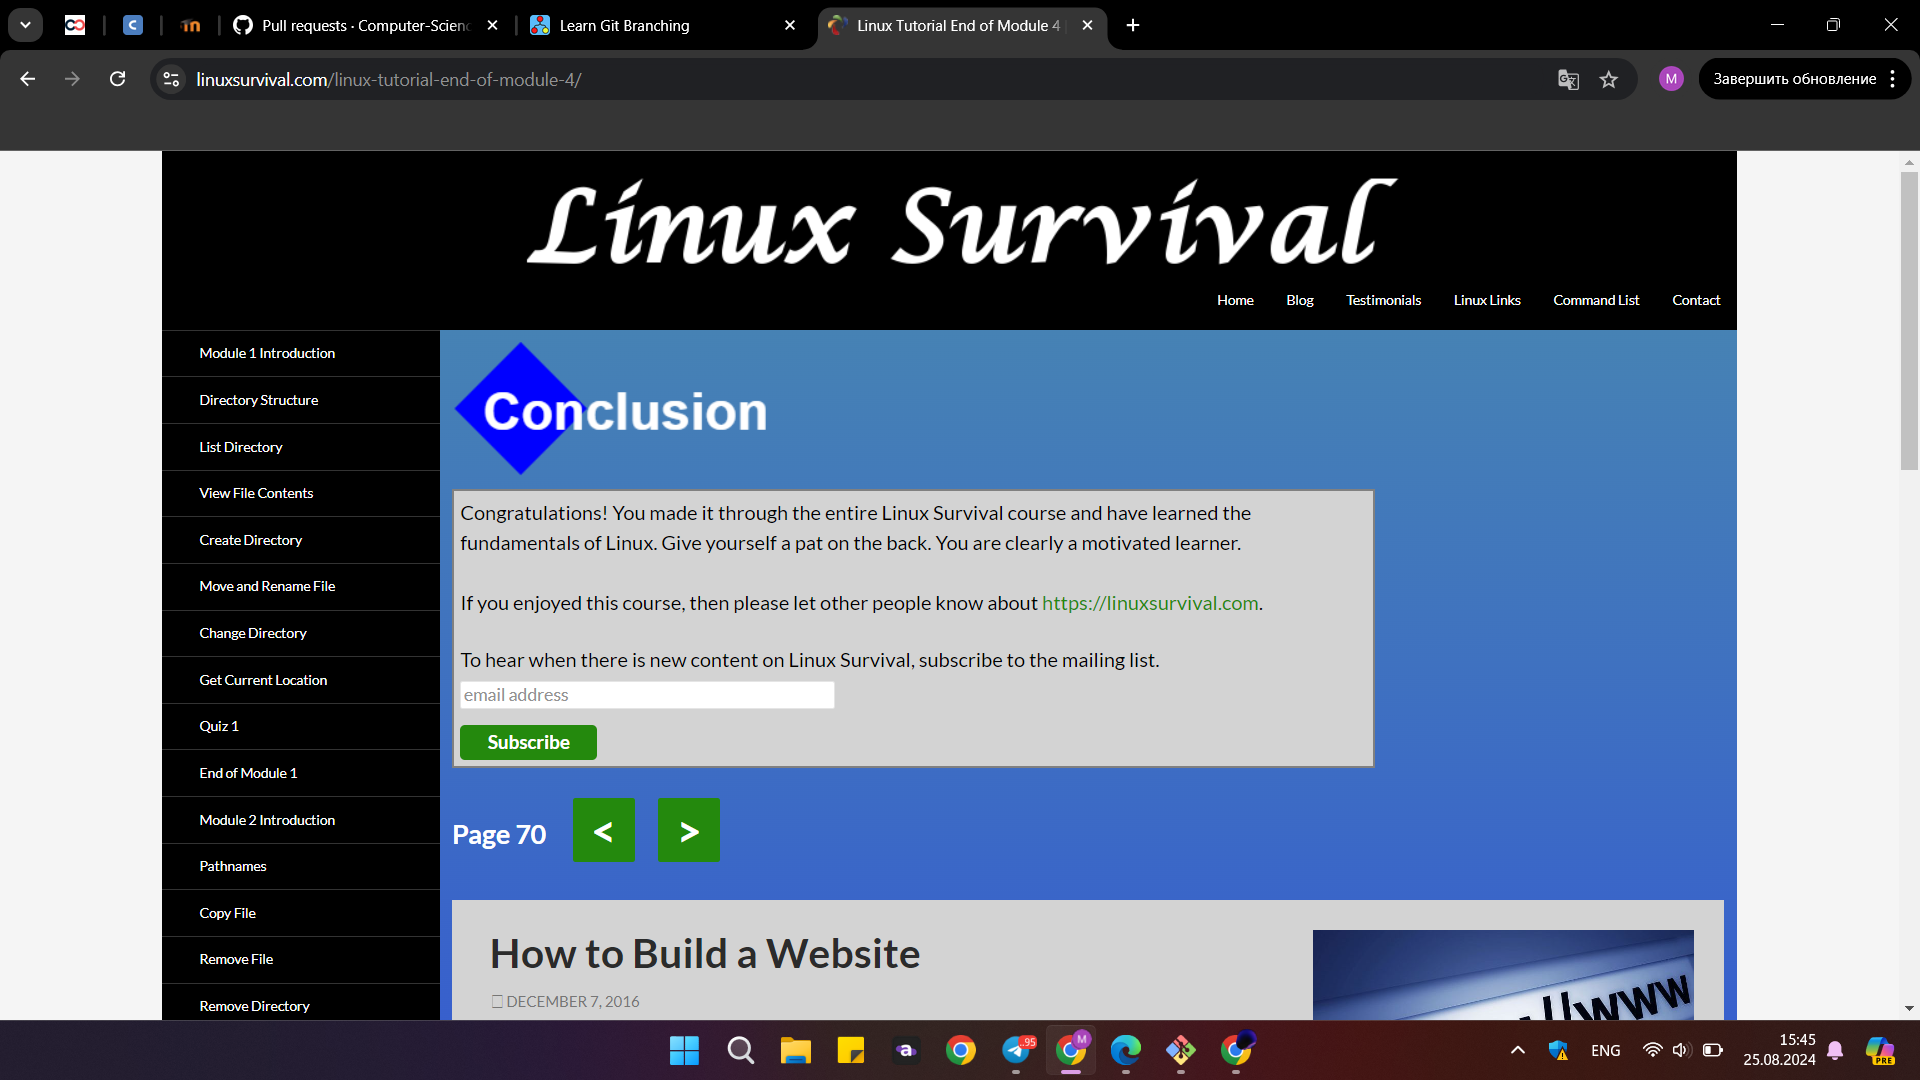 Pull requests · Computer-Scienc
Learn Git Branching
Linux Tutorial End of Module 4
linuxsurvival.com/linux-tutorial-end-of-module-4/
M
Завершить обновление
Linux Survival
Home
Blog
Testimonials
Linux Links
Command List
Contact
Module 1 Introduction
Directory Structure
List Directory
View File Contents
Create Directory
Move and Rename File
Change Directory
Get Current Location
Quiz 1
End of Module 1
Module 2 Introduction
Pathnames
Copy File
Remove File
Remove Directory
Conclusion
Congratulations! You made it through the entire Linux Survival course and have learned the
fundamentals of Linux. Give yourself a pat on the back. You are clearly a motivated learner.
If you enjoyed this course, then please let other people know about https://linuxsurvival.com.
To hear when there is new content on Linux Survival, subscribe to the mailing list.
email address
Subscribe
Page 70
<
>
How to Build a Website
DECEMBER 7, 2016
//www
a
95
M
ENG
15:45
25.08.2024
PRE